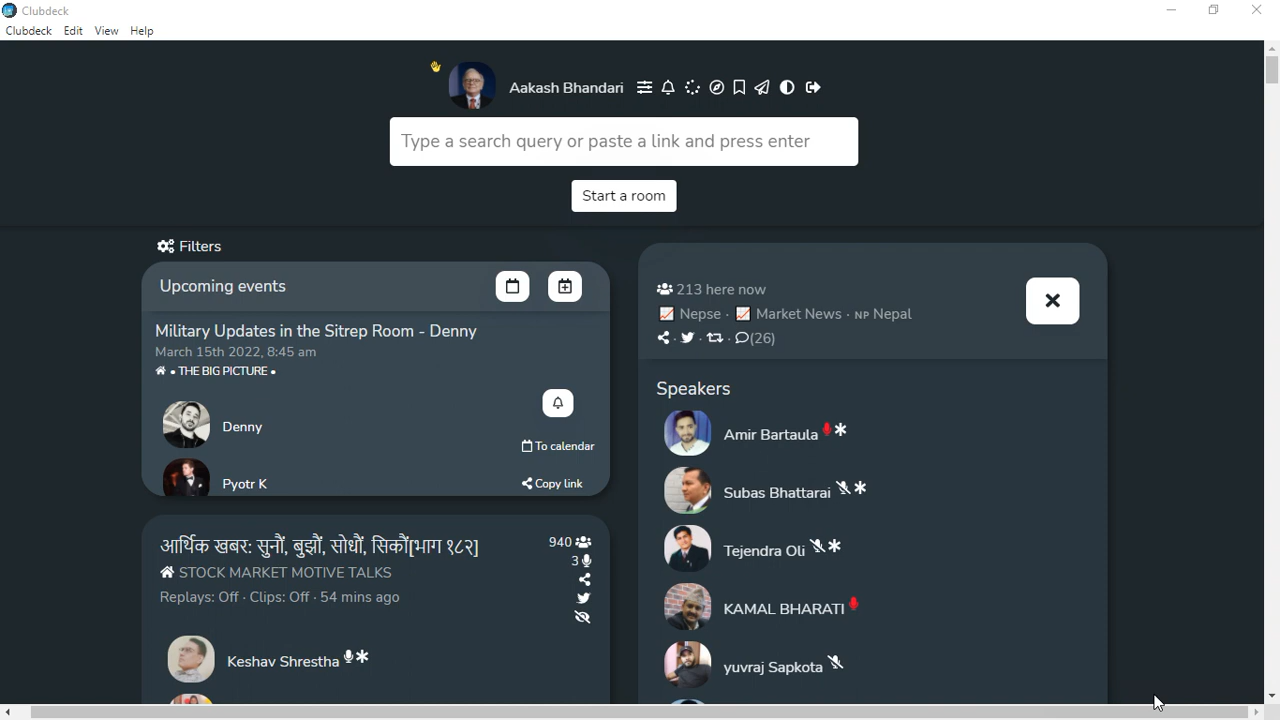 Clubdeck
Clubdeck Edit View Help
Aakash Bhandari
Type a search query or paste a link and press enter
Start a room
Filters
Upcoming events
Military Updates in the Sitrep Room - Denny
March 15th 2022, 8:45 am
• THE BIG PICTURE •
Denny
To calendar
Pyotr K
Copy link
आर्थिक खबर: सुनौं, बुझौं, सोधौं, सिकौं[भाग १८२]
940
3
STOCK MARKET MOTIVE TALKS
Replays: Off · Clips: Off · 54 mins ago
Keshav Shrestha
213 here now
📈 Nepse · 📈 Market News · NP Nepal
(26)
Speakers
Amir Bartaula
Subas Bhattarai
Tejendra Oli
KAMAL BHARATI
yuvraj Sapkota